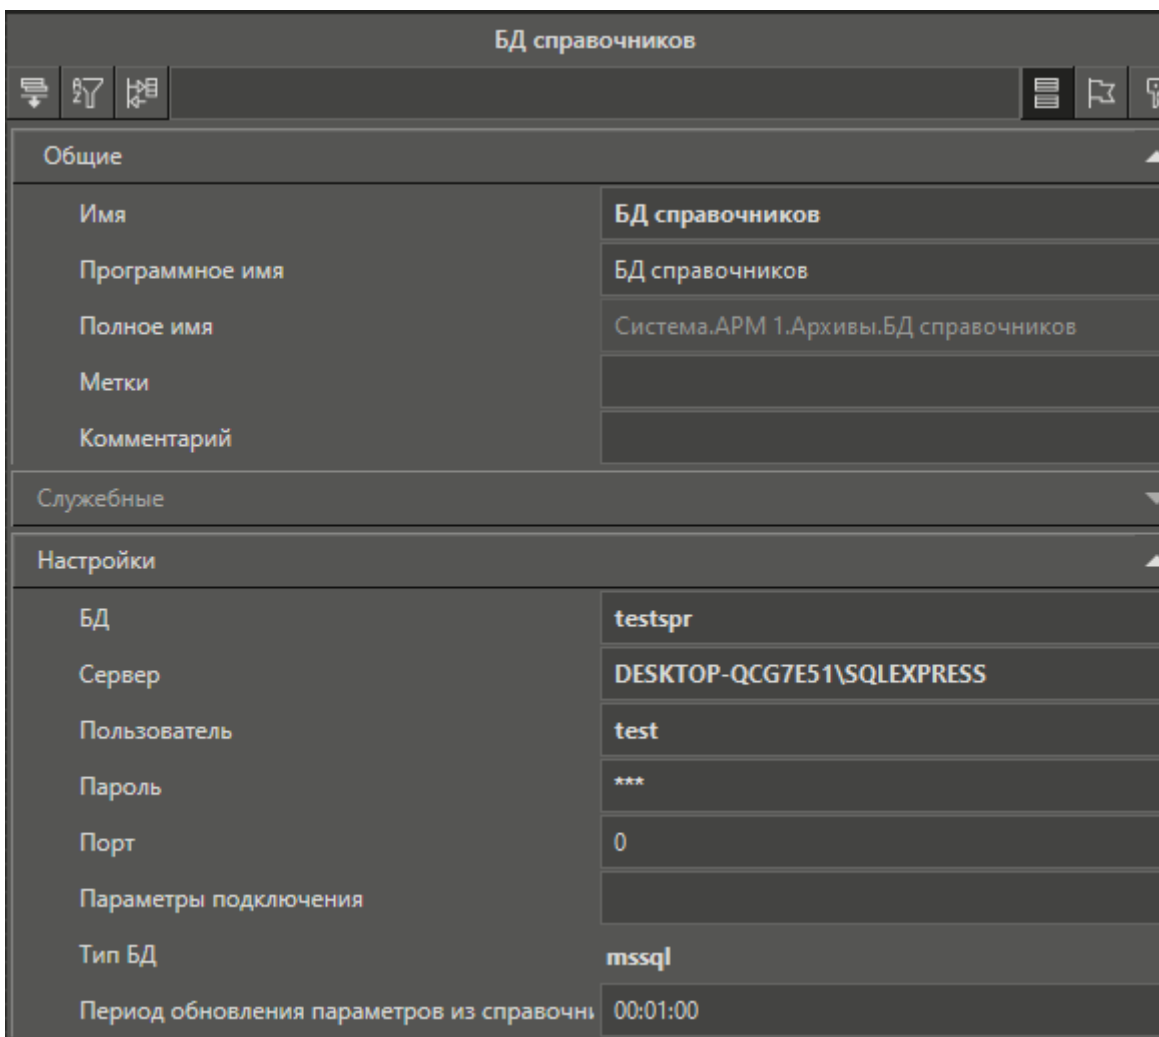 БД справочников
Общие
Имя БД справочников
Программное имя БД справочников
Полное имя Система.АРМ 1.Архивы.БД справочников
Метки
Комментарий
Служебные
Настройки
БД testspr
Сервер DESKTOP-QCG7E51\SQLEXPRESS
Пользователь test
Пароль ***
Порт 0
Параметры подключения
Тип БД mssql
Период обновления параметров из 00:01:00